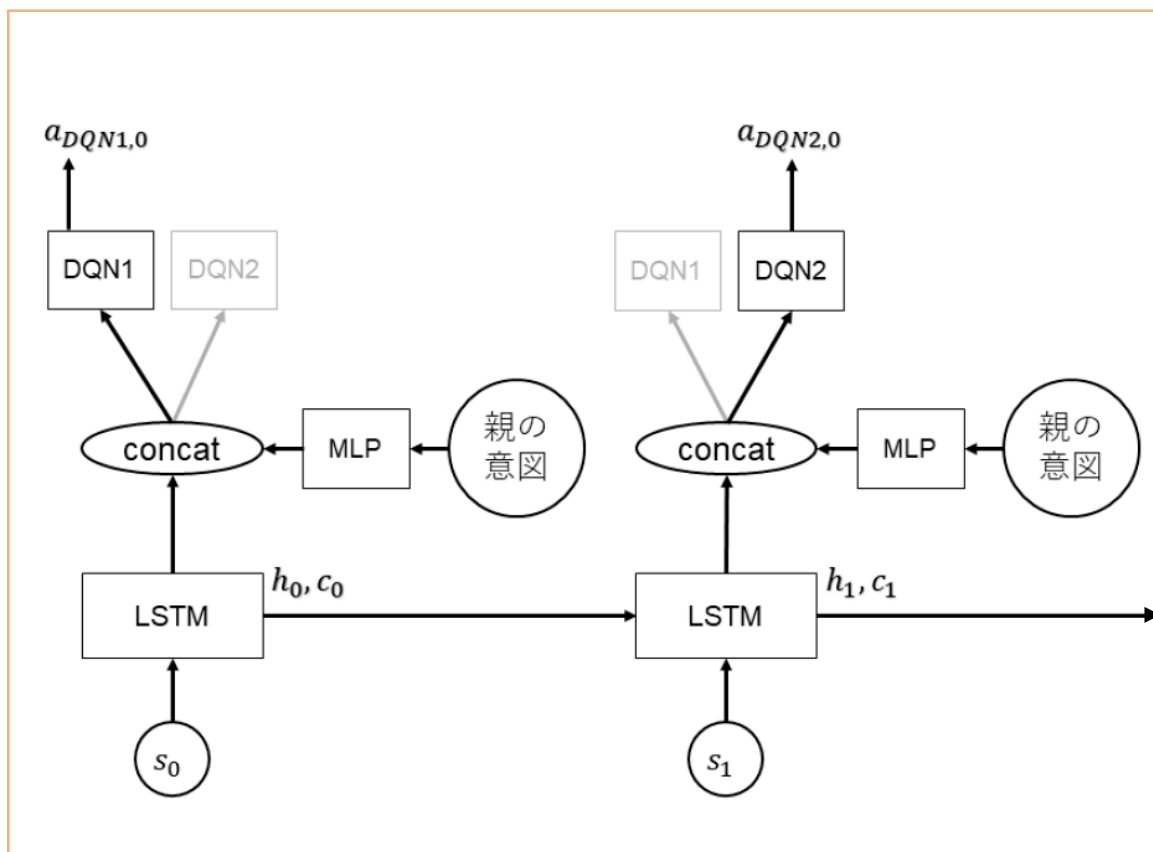 a_{DQN1,0}
a_{DQN2,0}
DQN1
DQN2
DQN1
DQN2
concat
MLP
親の
意図
concat
MLP
親の
意図
h_0, c_0
h_1, c_1
LSTM
LSTM
s_0
s_1